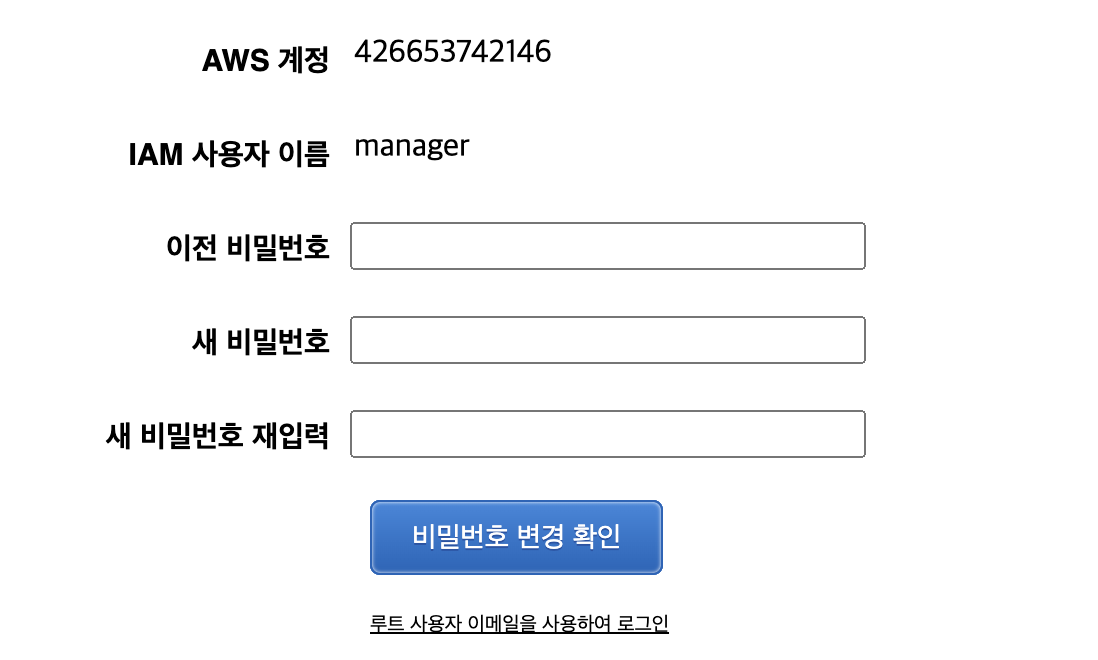 AWS 계정 426653742146
IAM 사용자 이름 manager
이전 비밀번호
새 비밀번호
새 비밀번호 재입력
비밀번호 변경 확인
루트 사용자 이메일을 사용하여 로그인